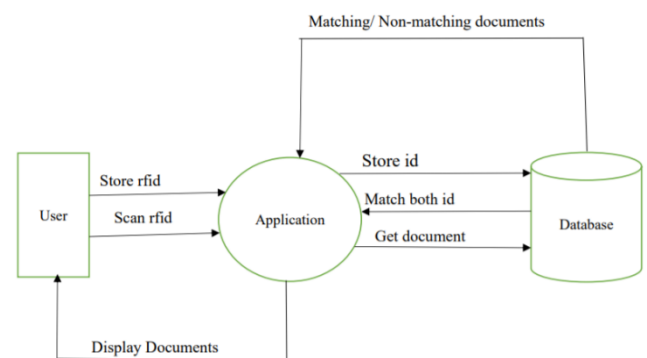 Matching/ Non-matching documents
Store id
Store rfid
Match both id
User
Scan rfid
Application
Database
Get document
Display Documents